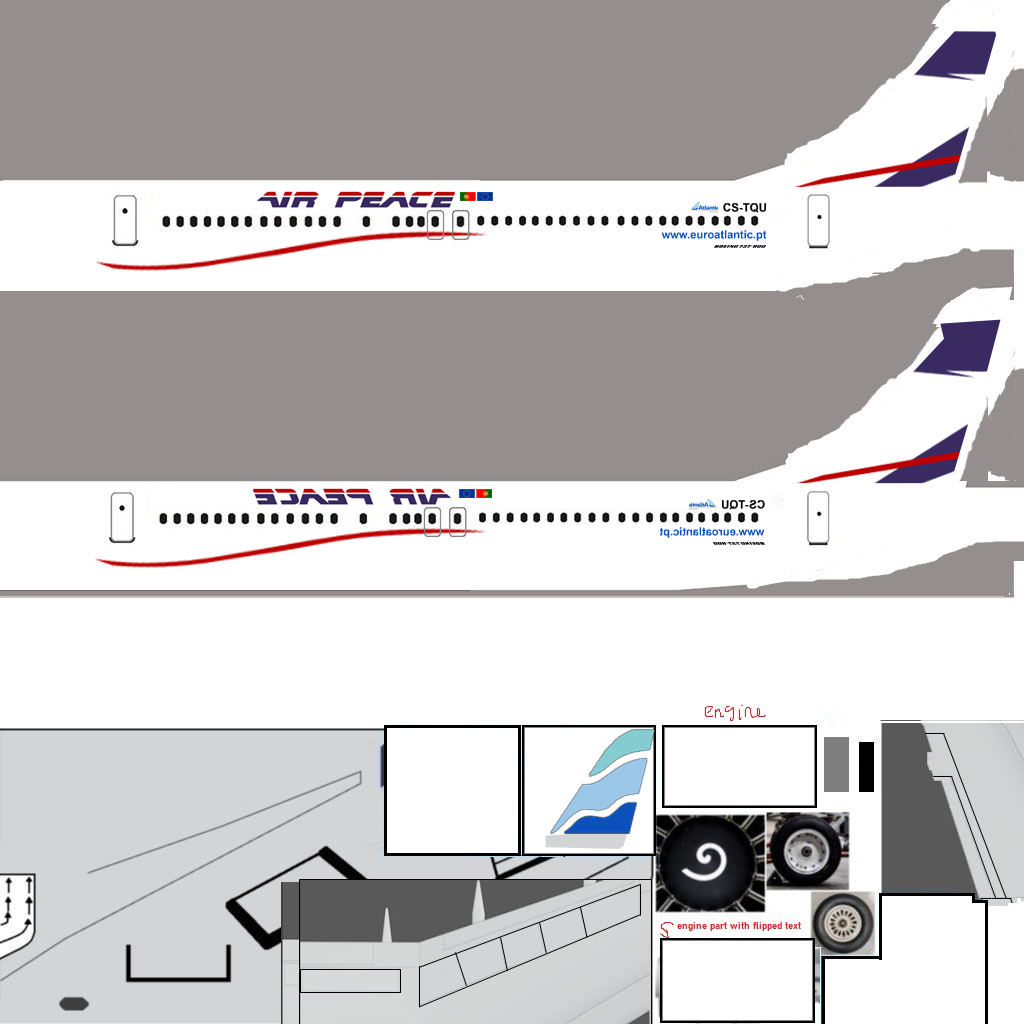 AIR PEACE
Atlantic CS-TQU
www.euroatlantic.pt
BOEING 737-800
AIR PEACE
Atlantic CS-TQU
www.euroatlantic.pt
BOEING 737-800
engine
engine part with flipped text